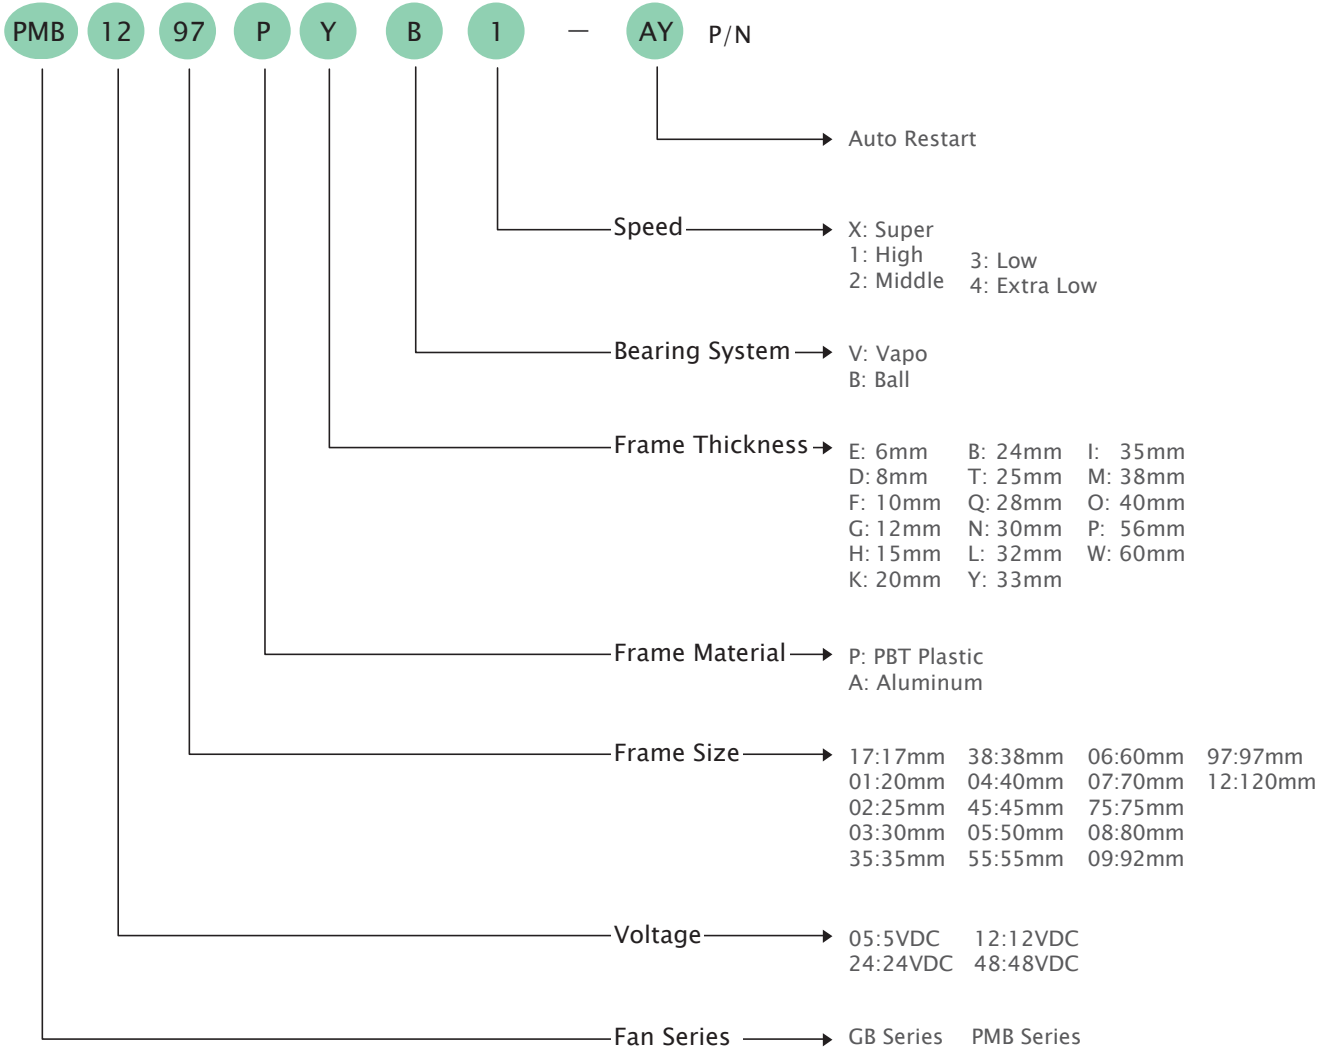 PMB 12 97 P Y B 1 — AY P/N
Auto Restart
Speed
X: Super
1: High
2: Middle
3: Low
4: Extra Low
Bearing System
V: Vapo
B: Ball
Frame Thickness
E: 6mm B: 24mm I: 35mm
D: 8mm T: 25mm M: 38mm
F: 10mm Q: 28mm O: 40mm
G: 12mm N: 30mm P: 56mm
H: 15mm L: 32mm W: 60mm
K: 20mm Y: 33mm
Frame Material
P: PBT Plastic
A: Aluminum
Frame Size
17:17mm 38:38mm 06:60mm 97:97mm
01:20mm 04:40mm 07:70mm 12:120mm
02:25mm 45:45mm 75:75mm
03:30mm 05:50mm 08:80mm
35:35mm 55:55mm 09:92mm
Voltage
05:5VDC 12:12VDC
24:24VDC 48:48VDC
Fan Series
GB Series PMB Series